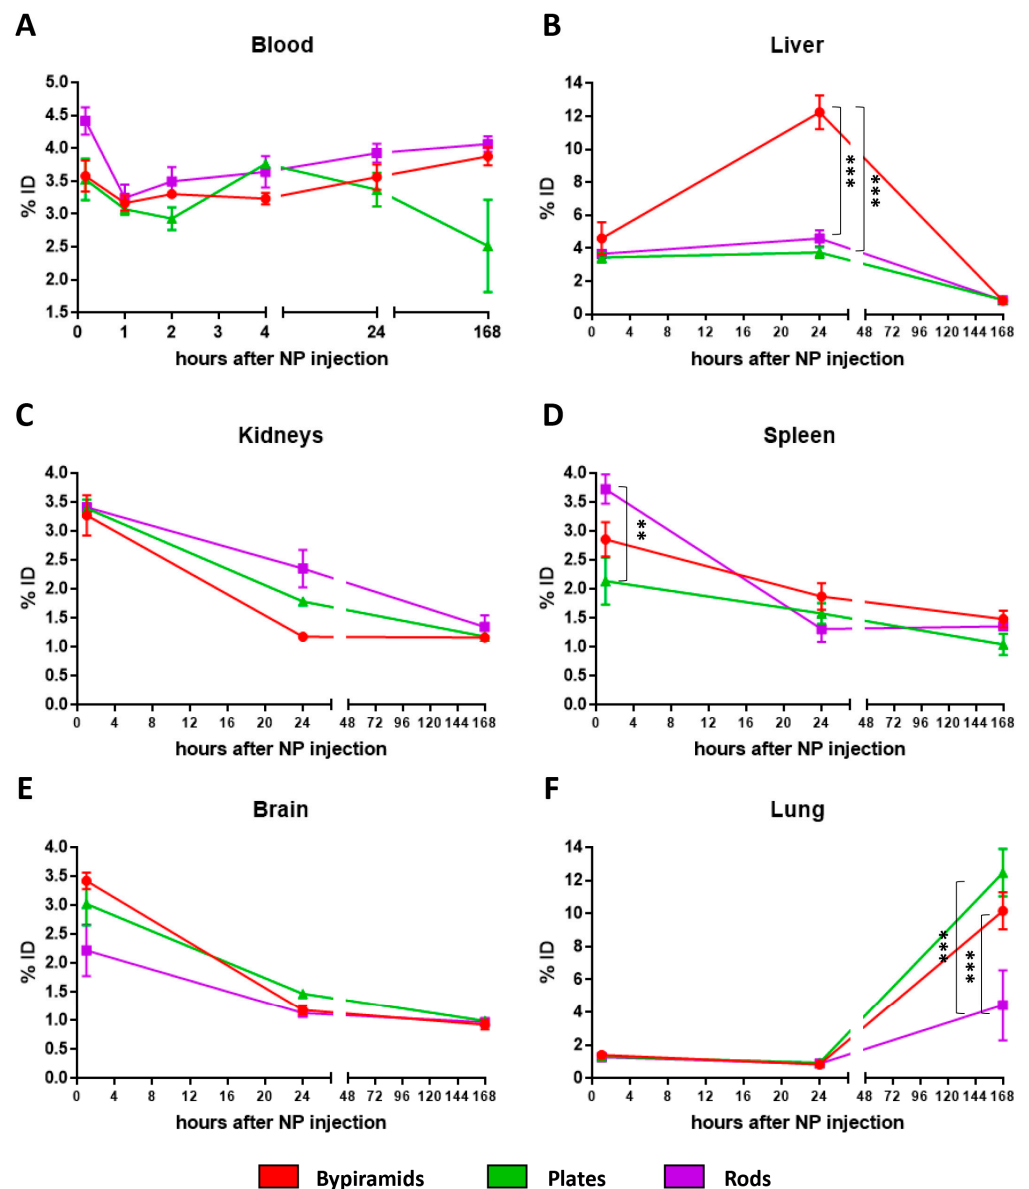 A
Blood
5.0
4.5
4.0
3.5
3.0
2.5
2.0
1.5
% ID
0 1 2 3 4 24 168
hours after NP injection
B
Liver
14
12
10
8
6
4
2
0
% ID
***
***
0 4 8 12 16 20 24 48 72 96 120 144 168
hours after NP injection
C
Kidneys
4.0
3.5
3.0
2.5
2.0
1.5
1.0
0.5
0.0
% ID
0 4 8 12 16 20 24 48 72 96 120 144 168
hours after NP injection
D
Spleen
4.0
3.5
3.0
2.5
2.0
1.5
1.0
0.5
0.0
% ID
**
0 4 8 12 16 20 24 48 72 96 120 144 168
hours after NP injection
E
Brain
4.0
3.5
3.0
2.5
2.0
1.5
1.0
0.5
0.0
% ID
0 4 8 12 16 20 24 48 72 96 120 144 168
hours after NP injection
F
Lung
14
12
10
8
6
4
2
0
% ID
***
***
0 4 8 12 16 20 24 48 72 96 120 144 168
hours after NP injection
Bypiramids Plates Rods